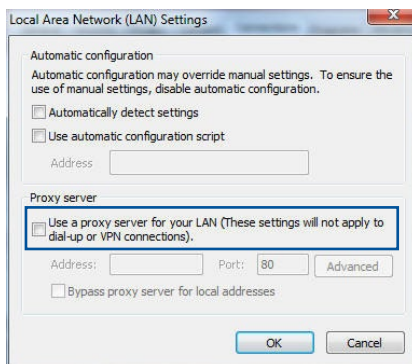 Local Area Network (LAN) Settings
Automatic configuration
Automatic configuration may override manual settings. To ensure the
use of manual settings, disable automatic configuration.
Automatically detect settings
Use automatic configuration script
Address
Proxy server
Use a proxy server for your LAN (These settings will not apply to
dial-up or VPN connections).
Address: Port: 80 Advanced
Bypass proxy server for local addresses
OK Cancel